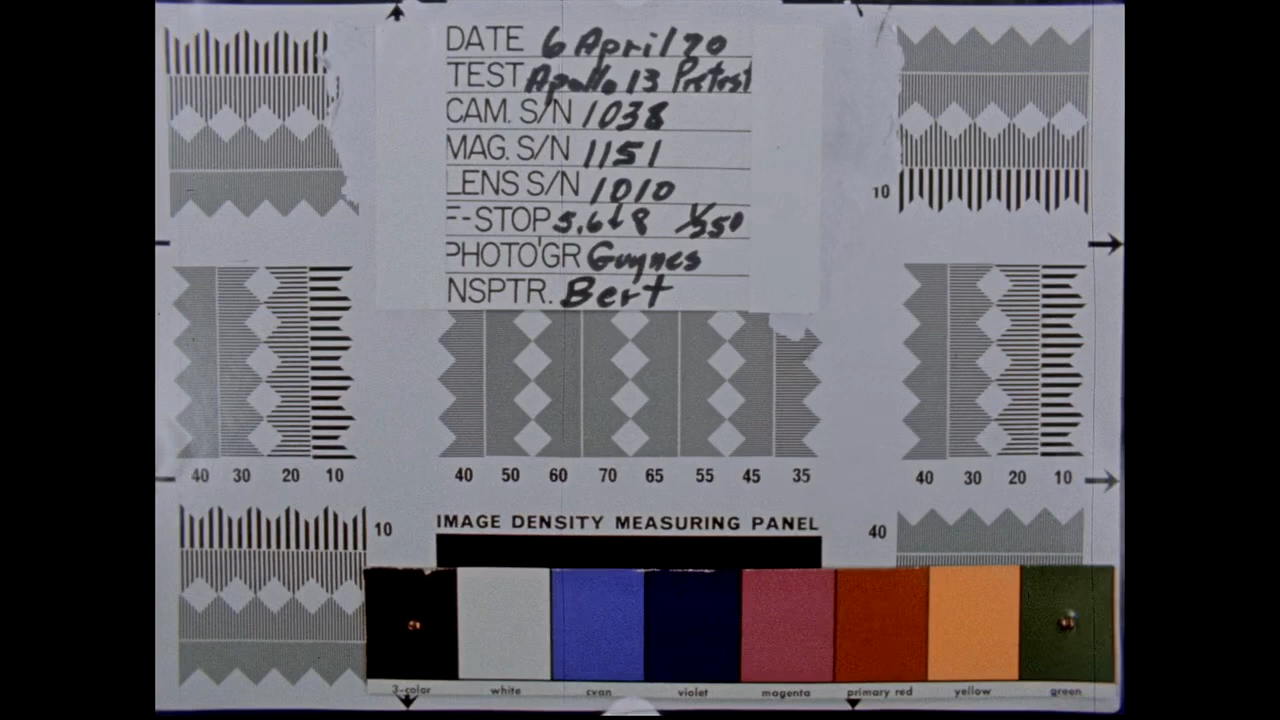 DATE 6 April 70
TEST Apollo 13 Pretest
CAM. S/N 1038
MAG. S/N 1151
10
LENS S/N 1010
F-STOP 5.6+8 1/250
PHOTO'GR Guynes
NSPTR. Bert
40 30 20 10
40 50 60 70 65 55 45 35
40 30 20 10
10
IMAGE DENSITY MEASURING PANEL
40
3-color white cyan violet magenta primary red yellow green